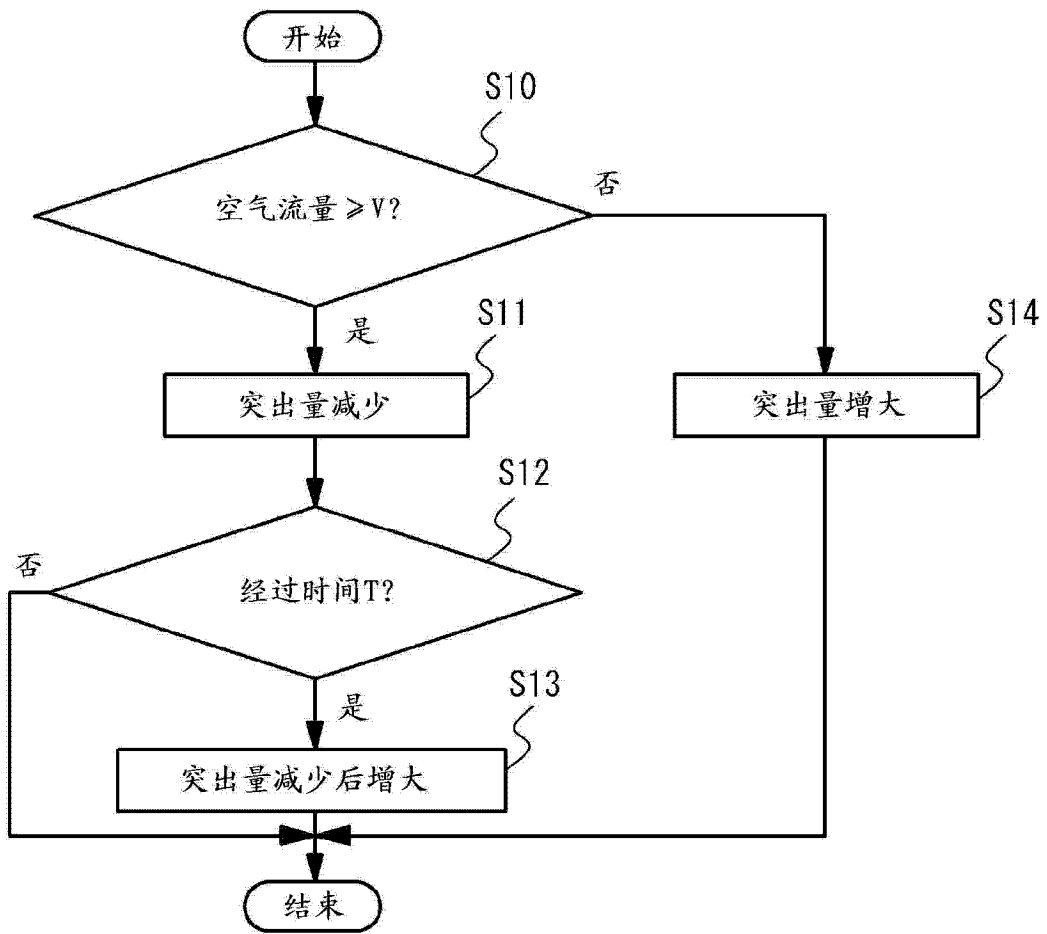 开始
S10
空气流量≥V?
否
是
S11
突出量减少
S14
突出量增大
S12
经过时间T?
否
是
S13
突出量减少后增大
结束